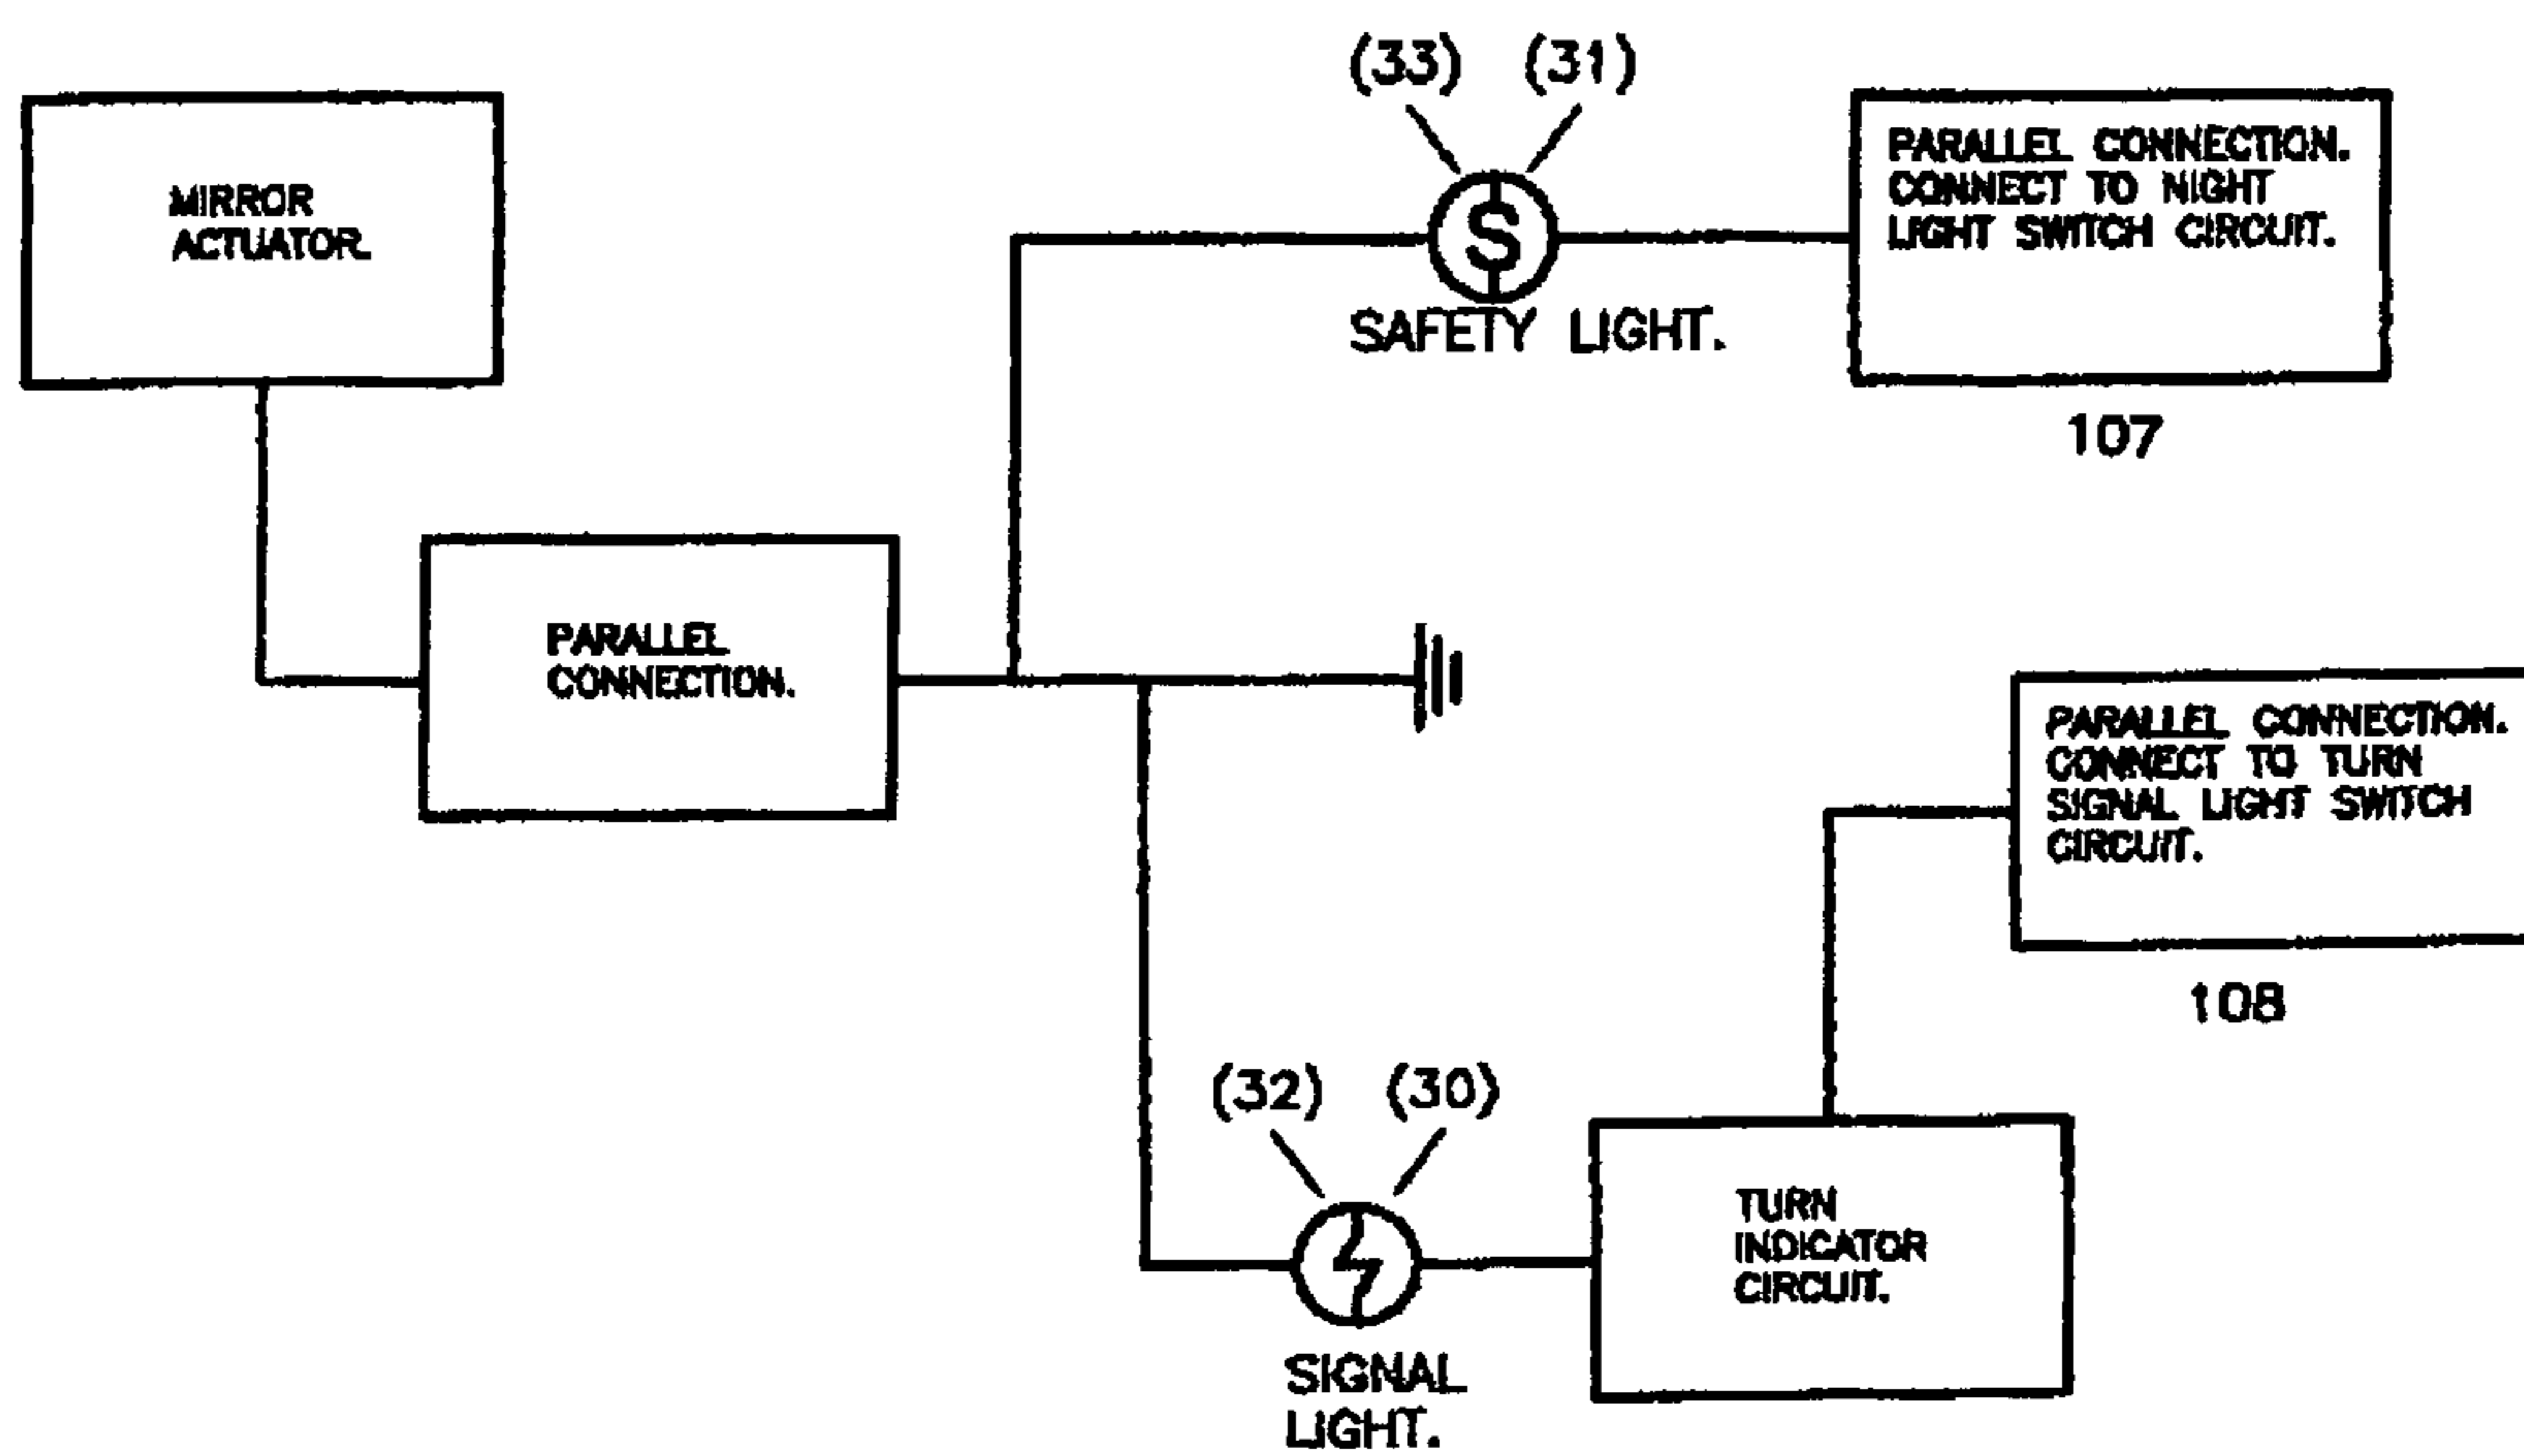 (33) (31)
MIRROR
ACTUATOR.
S
SAFETY LIGHT.
PARALLEL CONNECTION.
CONNECT TO NIGHT
LIGHT SWITCH CIRCUIT.
107
PARALLEL
CONNECTION.
PARALLEL CONNECTION.
CONNECT TO TURN
SIGNAL LIGHT SWITCH
CIRCUIT.
108
(32) (30)
TURN
INDICATOR
CIRCUIT.
SIGNAL
LIGHT.